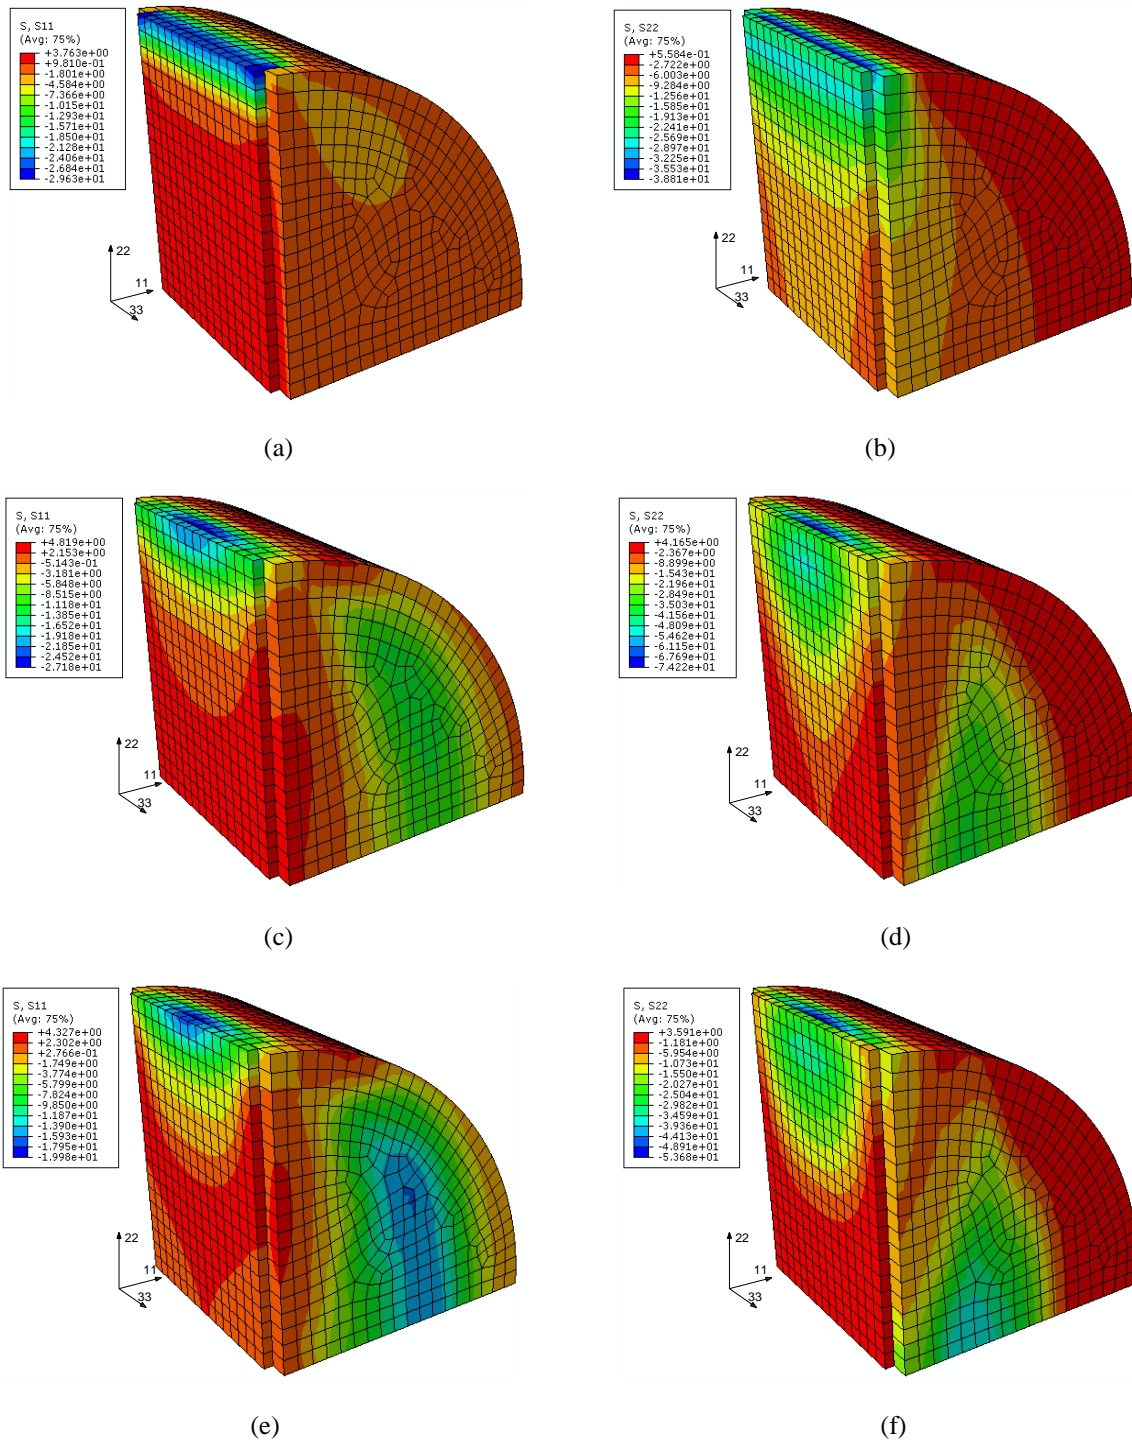 S, S11
(Avg: 75%)
+3.763e+00
+9.810e-01
-1.801e+00
-4.584e+00
-7.366e+00
-1.015e+01
-1.293e+01
-1.571e+01
-1.850e+01
-2.128e+01
-2.406e+01
-2.684e+01
-2.963e+01
22
11
33
(a)
S, S22
(Avg: 75%)
+5.584e-01
-2.722e+00
-6.003e+00
-9.284e+00
-1.256e+01
-1.585e+01
-1.913e+01
-2.241e+01
-2.569e+01
-2.897e+01
-3.225e+01
-3.553e+01
-3.881e+01
22
11
33
(b)
S, S11
(Avg: 75%)
+4.819e+00
+2.153e+00
-5.143e-01
-3.181e+00
-5.848e+00
-8.515e+00
-1.118e+01
-1.385e+01
-1.652e+01
-1.918e+01
-2.185e+01
-2.452e+01
-2.718e+01
22
11
33
(c)
S, S22
(Avg: 75%)
+4.165e+00
-2.367e+00
-8.899e+00
-1.543e+01
-2.196e+01
-2.849e+01
-3.503e+01
-4.156e+01
-4.809e+01
-5.462e+01
-6.115e+01
-6.769e+01
-7.422e+01
22
11
33
(d)
S, S11
(Avg: 75%)
+4.327e+00
+2.302e+00
+2.766e-01
-1.749e+00
-3.774e+00
-5.799e+00
-7.824e+00
-9.850e+00
-1.187e+01
-1.390e+01
-1.593e+01
-1.795e+01
-1.998e+01
22
11
33
(e)
S, S22
(Avg: 75%)
+3.591e+00
-1.181e+00
-5.954e+00
-1.073e+01
-1.550e+01
-2.027e+01
-2.504e+01
-2.982e+01
-3.459e+01
-3.936e+01
-4.413e+01
-4.891e+01
-5.368e+01
22
11
33
(f)